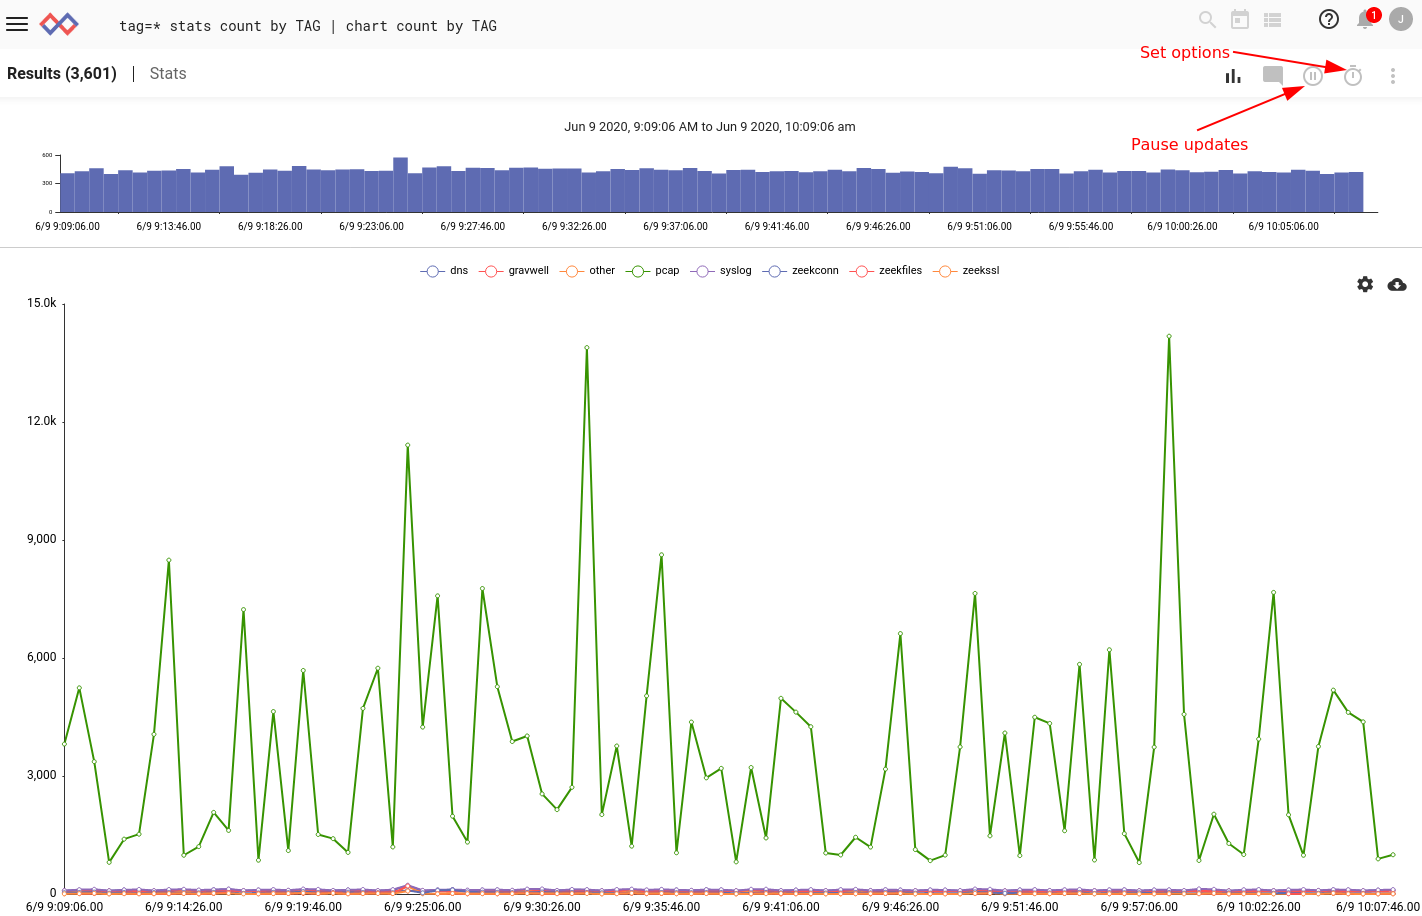 tag=* stats count by TAG | chart count by TAG
1
J
Set options
Results (3,601) | Stats
Pause updates
Jun 9 2020, 9:09:06 AM to Jun 9 2020, 10:09:06 am
600
300
0
6/9 9:09:06.00 6/9 9:13:46.00 6/9 9:18:26.00 6/9 9:23:06.00 6/9 9:27:46.00 6/9 9:32:26.00 6/9 9:37:06.00 6/9 9:41:46.00 6/9 9:46:26.00 6/9 9:51:06.00 6/9 9:55:46.00 6/9 10:00:26.00 6/9 10:05:06.00
dns gravwell other pcap syslog zeekconn zeekfiles zeekssl
15.0k
12.0k
9,000
6,000
3,000
0
6/9 9:09:06.00 6/9 9:14:26.00 6/9 9:19:46.00 6/9 9:25:06.00 6/9 9:30:26.00 6/9 9:35:46.00 6/9 9:41:06.00 6/9 9:46:26.00 6/9 9:51:46.00 6/9 9:57:06.00 6/9 10:02:26.00 6/9 10:07:46.00